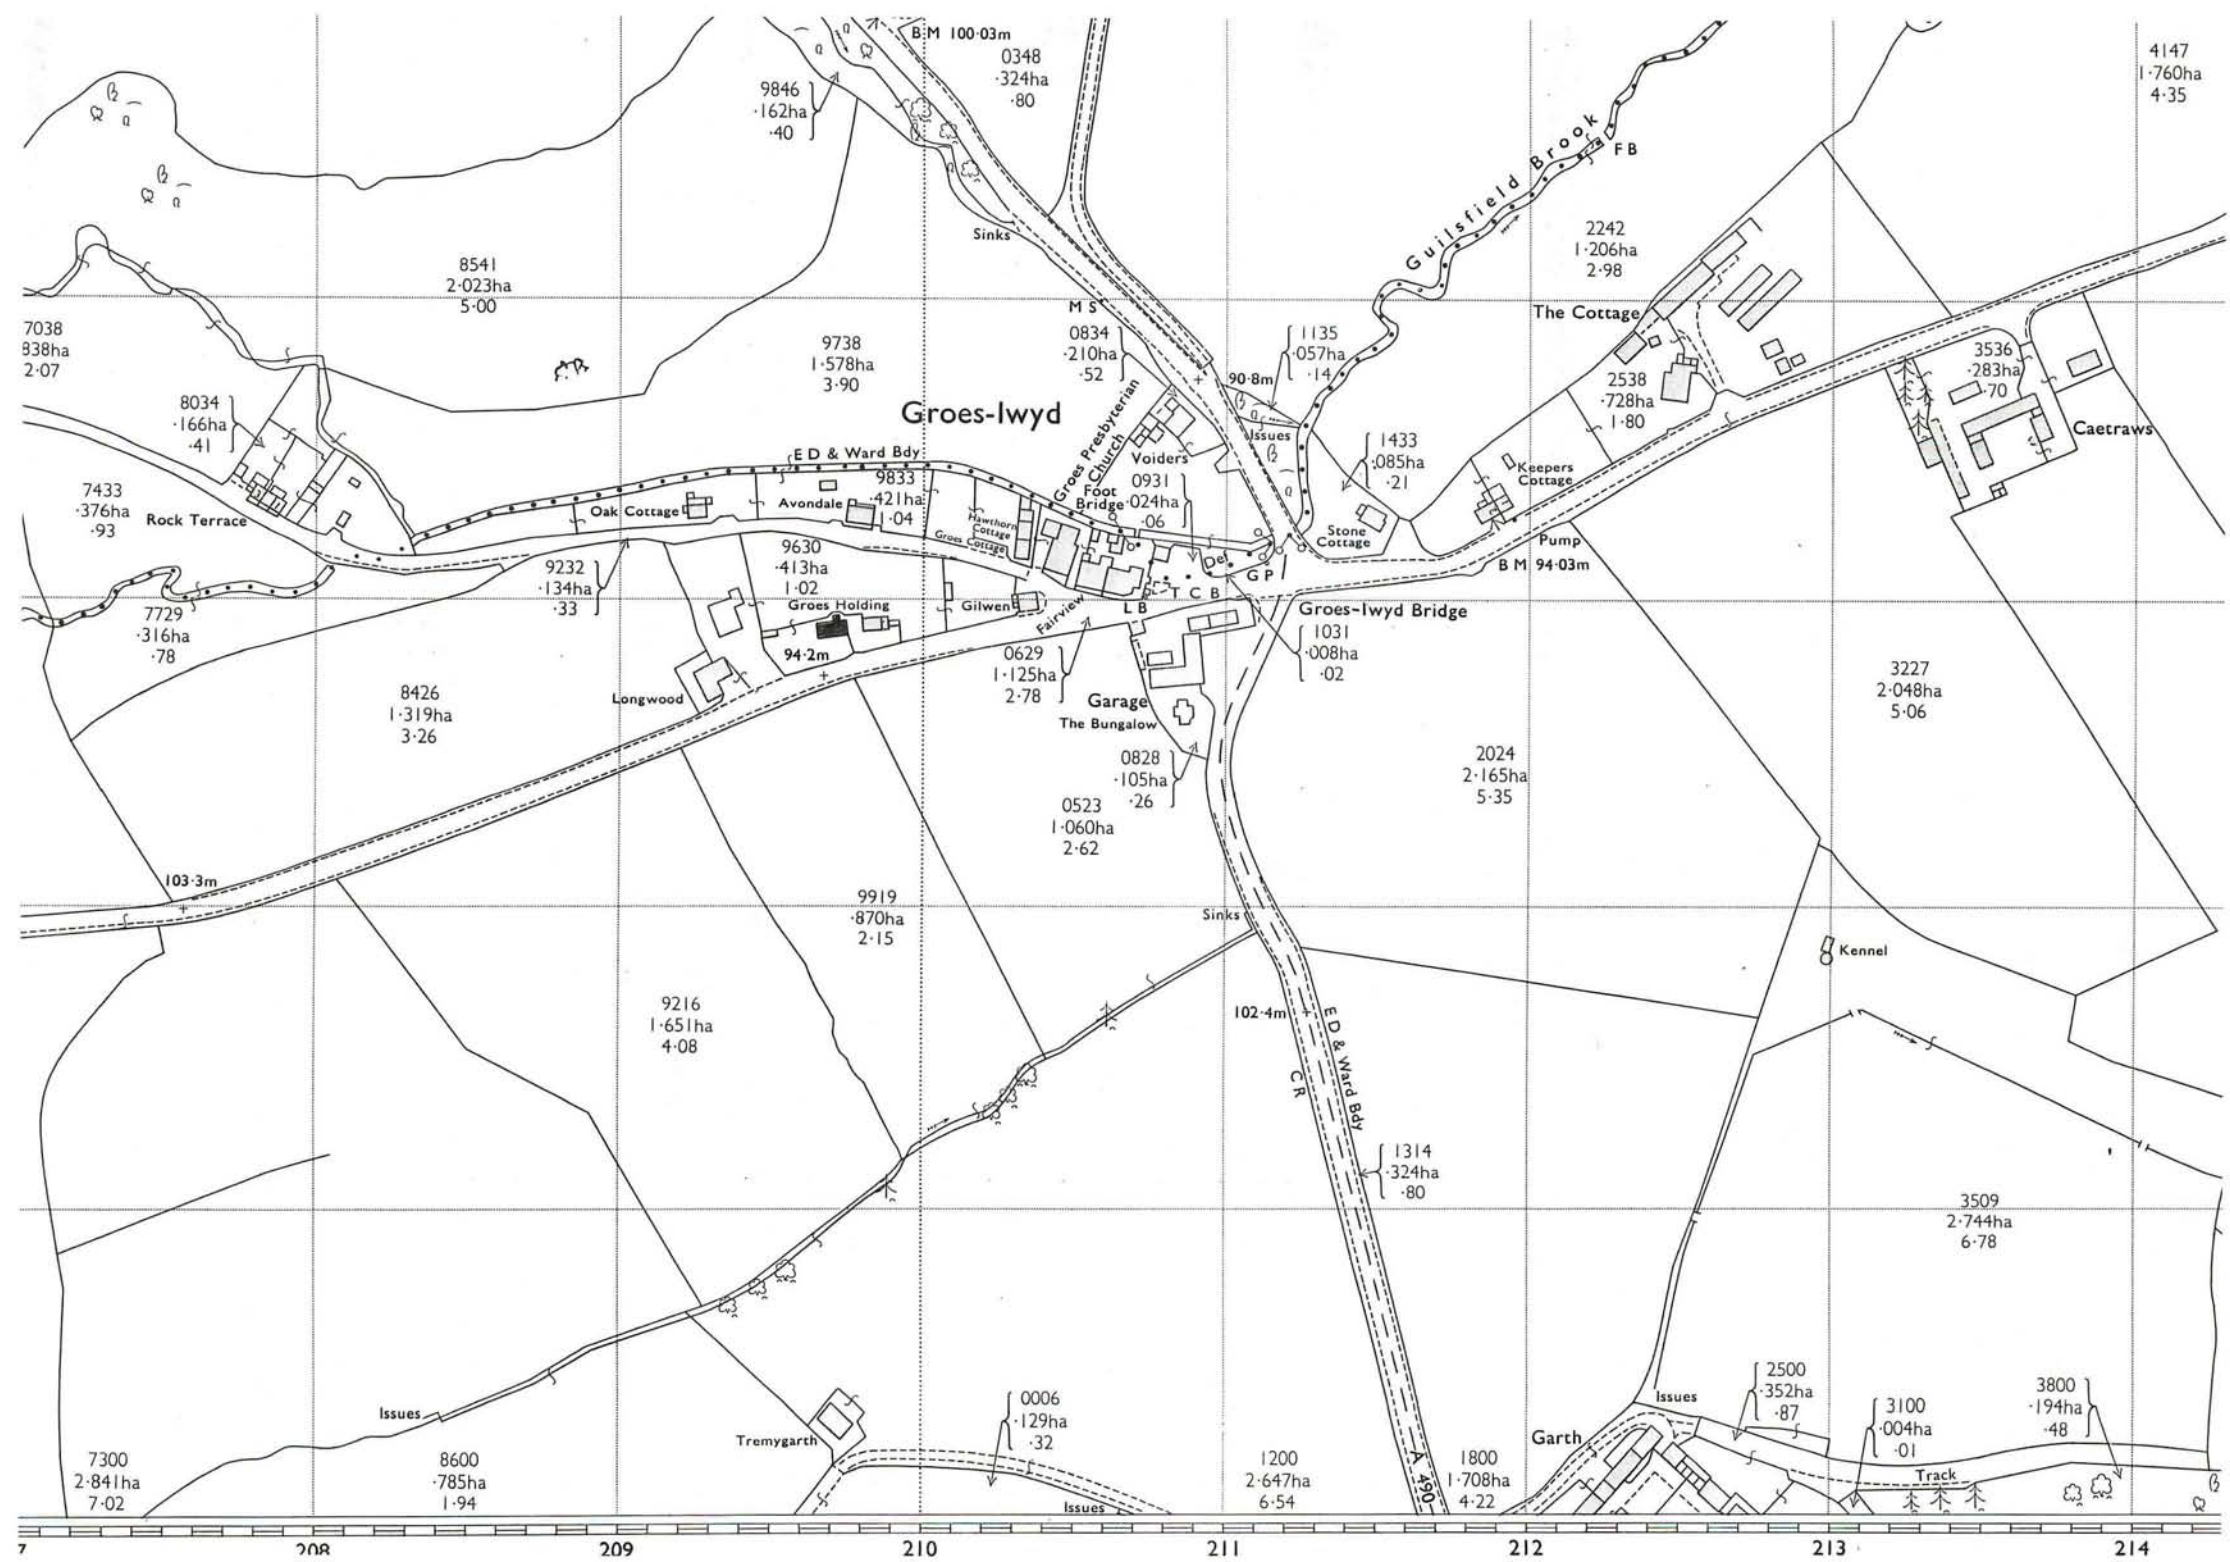 B M 100·03m
0348
·324ha
·80
4147
1·760ha
4·35
9846
·162ha
·40
Guilsfield Brook
F B
Sinks
2242
1·206ha
2·98
8541
2·023ha
5·00
M S
The Cottage
7038
838ha
2·07
9738
1·578ha
3·90
0834
·210ha
·52
1135
·057ha
·14
90·8m
3536
·283ha
·70
2538
·728ha
1·80
8034
·166ha
·41
Groes-lwyd
Groes Presbyterian
Church
Issues
Caetraws
E D & Ward Bdy
Voiders
1433
·085ha
·21
Keepers
Cottage
7433
·376ha
·93
Rock Terrace
Oak Cottage
Avondale
9833
·421ha
1·04
Foot
Bridge
0931
·024ha
·06
Hawthorn
Cottage
Groes Cottage
Stone
Cottage
Pump
B M 94·03m
9232
·134ha
·33
9630
·413ha
1·02
Def
G P
T C B
L B
7729
·316ha
·78
Groes Holding
Gilwen
Fairview
Groes-lwyd Bridge
94·2m
0629
1·125ha
2·78
1031
·008ha
·02
8426
1·319ha
3·26
Longwood
Garage
The Bungalow
3227
2·048ha
5·06
0828
·105ha
·26
2024
2·165ha
5·35
0523
1·060ha
2·62
103·3m
9919
·870ha
2·15
Sinks
Kennel
9216
1·651ha
4·08
102·4m
E D & Ward Bdy
C R
1314
·324ha
·80
3509
2·744ha
6·78
Issues
Tremygarth
0006
·129ha
·32
Issues
2500
·352ha
·87
3100
·004ha
·01
3800
·194ha
·48
Garth
7300
2·841ha
7·02
8600
·785ha
1·94
1200
2·647ha
6·54
A 490
1800
1·708ha
4·22
Track
Issues
7
208
209
210
211
212
213
214